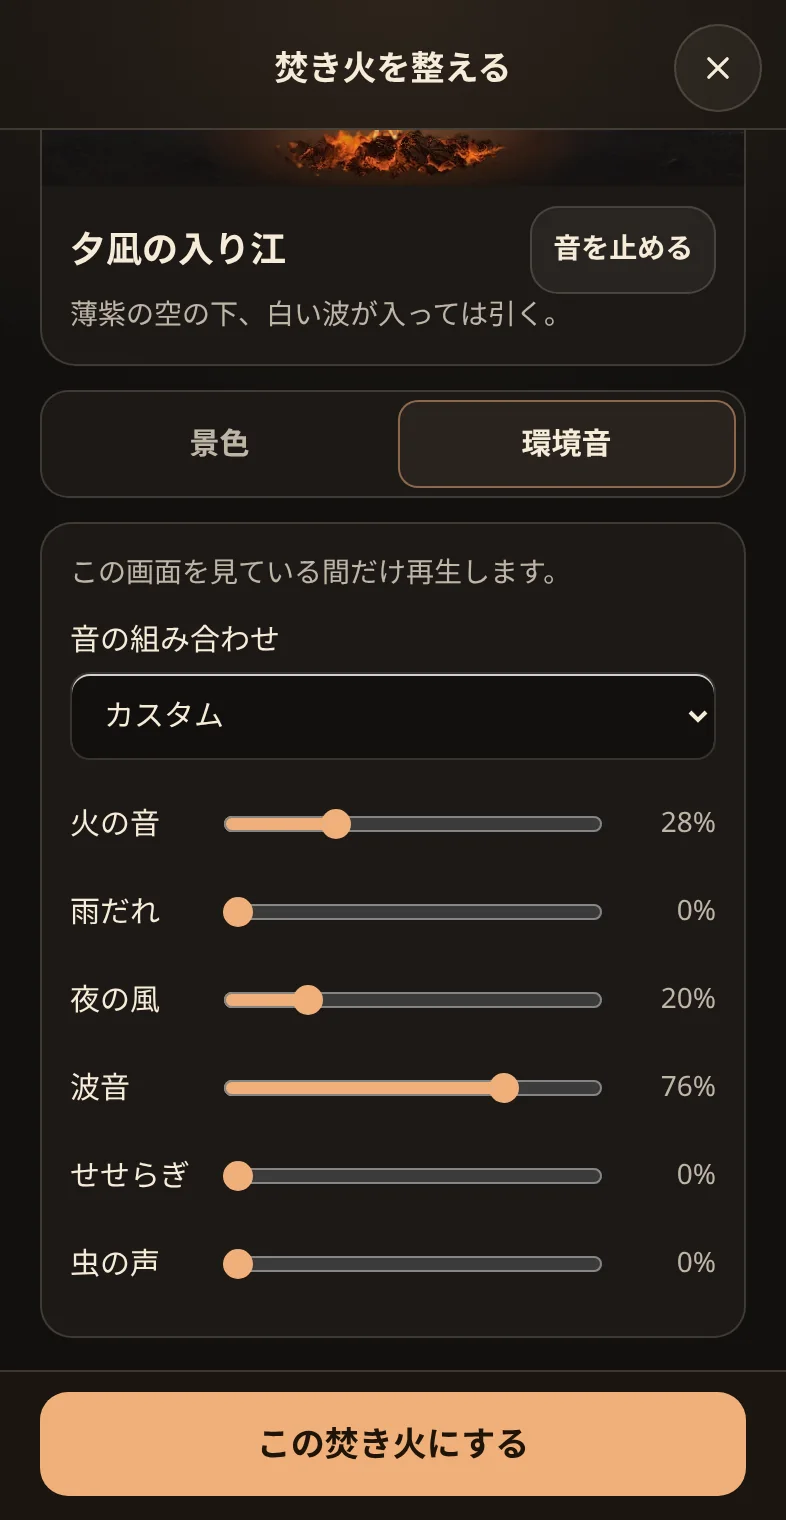 焚き火を整える
夕凪の入り江
音を止める
薄紫の空の下、白い波が入っては引く。
景色
環境音
この画面を見ている間だけ再生します。
音の組み合わせ
カスタム
火の音 28%
雨だれ 0%
夜の風 20%
波音 76%
せせらぎ 0%
虫の声 0%
この焚き火にする